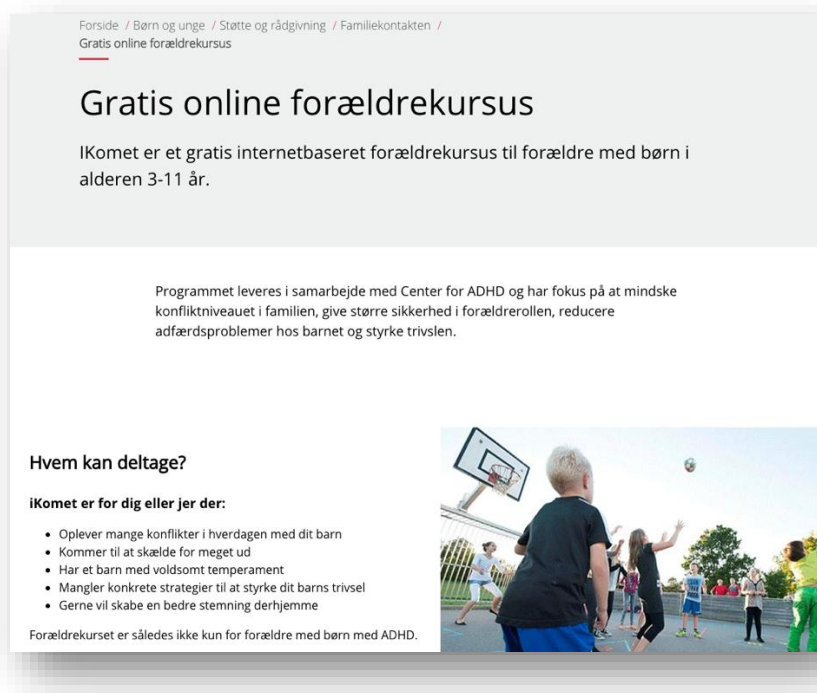 Forside / Børn og unge / Støtte og rådgivning / Familiekontakten /
Gratis online forældrekursus
Gratis online forældrekursus
IKomet er et gratis internetbaseret forældrekursus til forældre med børn i
alderen 3-11 år.
Programmet leveres i samarbejde med Center for ADHD og har fokus på at mindske
konfliktniveauet i familien, give større sikkerhed i forældrerollen, reducere
adfærdsproblemer hos barnet og styrke trivslen.
Hvem kan deltage?
iKomet er for dig eller jer der:
• Oplever mange konflikter i hverdagen med dit barn
• Kommer til at skælde for meget ud
• Har et barn med voldsomt temperament
• Mangler konkrete strategier til at styrke dit barns trivsel
• Gerne vil skabe en bedre stemning derhjemme
Forældrekurset er således ikke kun for forældre med børn med ADHD.